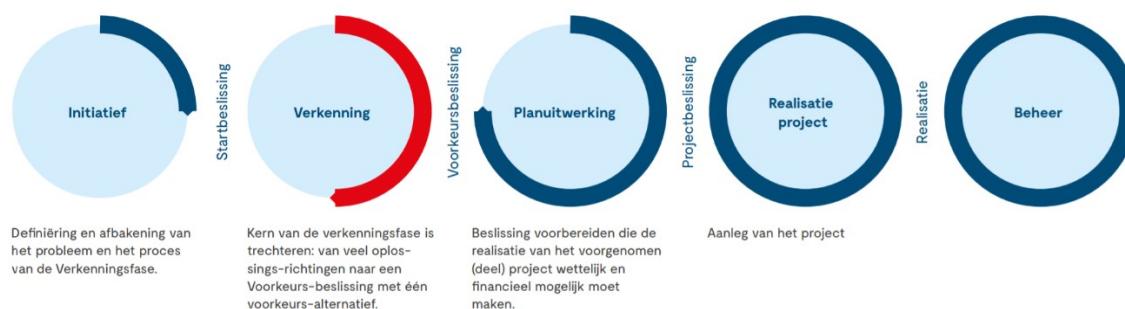 Initiatief
Startbeslissing
Verkenning
Voorkeursbeslissing
Planuitwerking
Projectbeslissing
Realisatie
project
Realisatie
Beheer
Definiëring en afbakening van
het probleem en het proces
van de Verkenningsfase.
Kern van de verkenningsfase is
trechteren: van veel oplos-
sings-richtingen naar een
Voorkeurs-beslissing met één
voorkeurs-alternatief.
Beslissing voorbereiden die de
realisatie van het voorgenomen
(deel) project wettelijk en
financieel mogelijk moet
maken.
Aanleg van het project